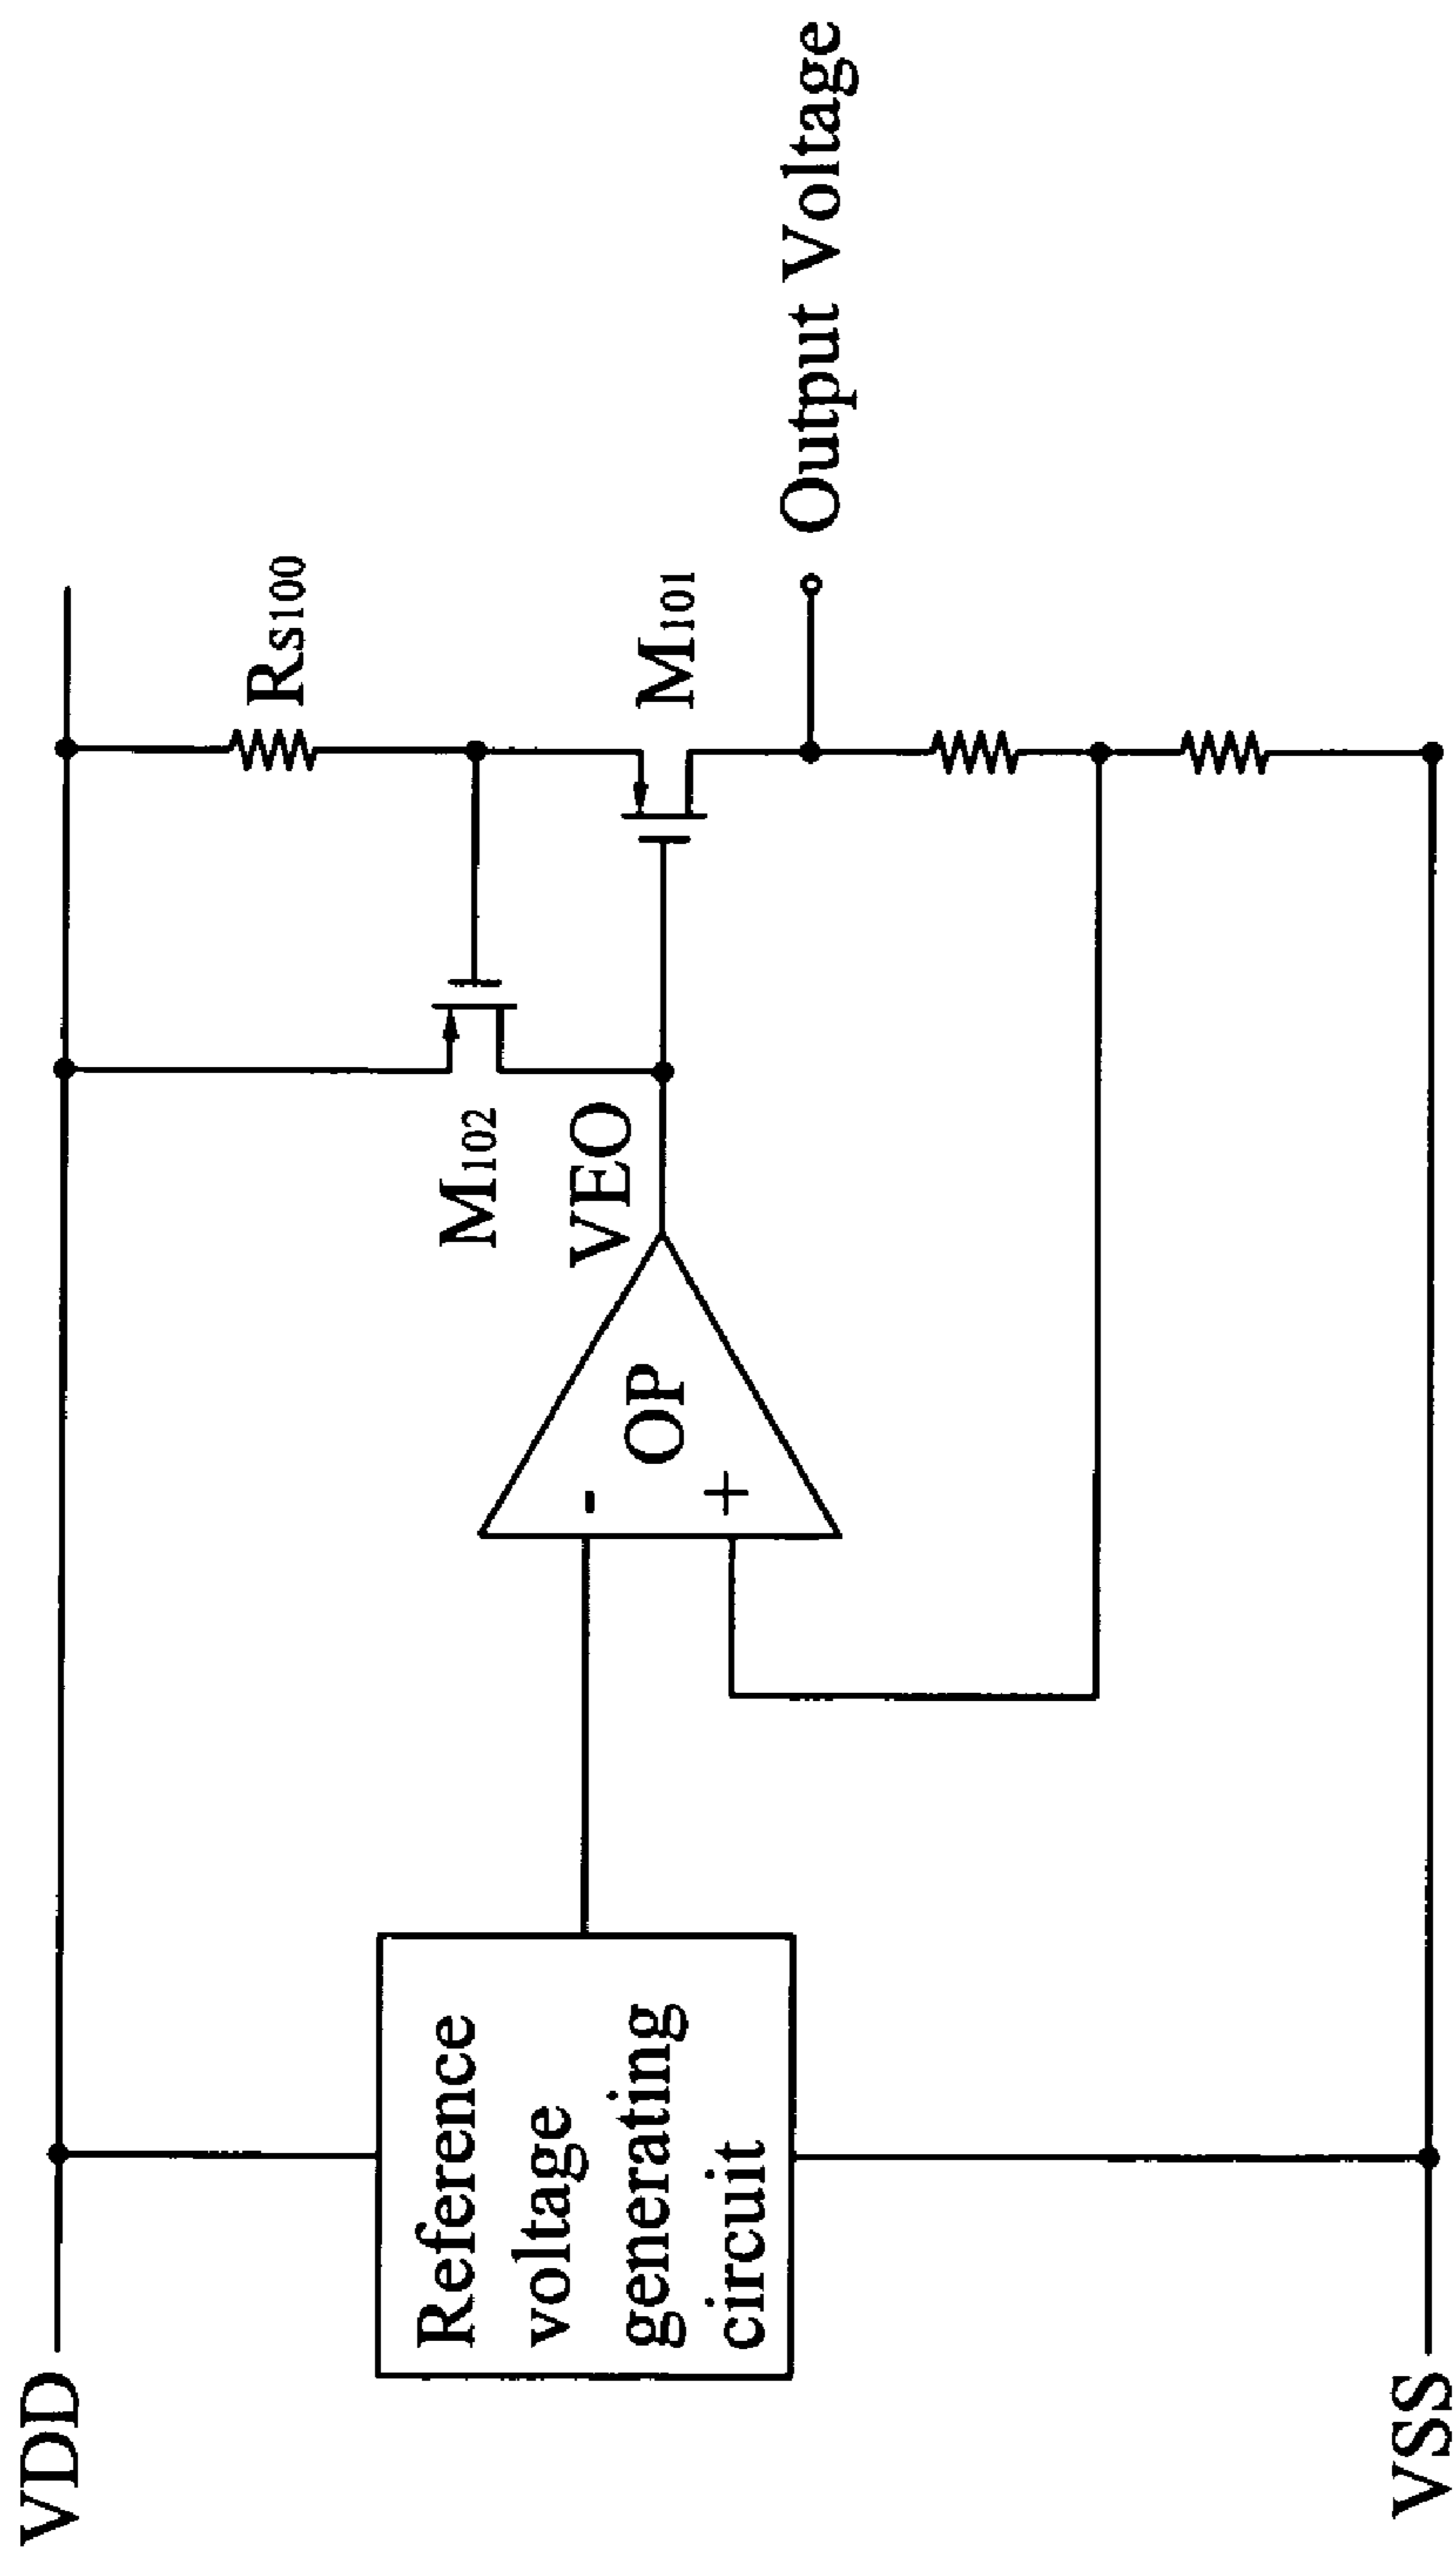 VDD
Rs100
M102
M101
VEO
-
OP
+
Reference
voltage
generating
circuit
Output Voltage
VSS